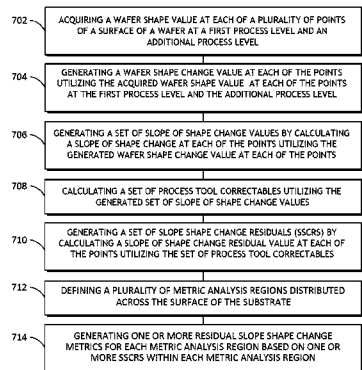 702
ACQUIRING A WAFER SHAPE VALUE AT EACH OF A PLURALITY OF POINTS
OF A SURFACE OF A WAFER AT A FIRST PROCESS LEVEL AND AN
ADDITIONAL PROCESS LEVEL
704
GENERATING A WAFER SHAPE CHANGE VALUE AT EACH OF THE POINTS
UTILIZING THE ACQUIRED WAFER SHAPE VALUE AT EACH OF THE POINTS
AT THE FIRST PROCESS LEVEL AND THE ADDITIONAL PROCESS LEVEL
706
GENERATING A SET OF SLOPE OF SHAPE CHANGE VALUES BY CALCULATING
A SLOPE OF SHAPE CHANGE AT EACH OF THE POINTS UTILIZING THE
GENERATED WAFER SHAPE CHANGE VALUE AT EACH OF THE POINTS
708
CALCULATING A SET OF PROCESS TOOL CORRECTABLES UTILIZING THE
GENERATED SET OF SLOPE OF SHAPE CHANGE VALUES
710
GENERATING A SET OF SLOPE SHAPE CHANGE RESIDUALS (SSCRS) BY
CALCULATING A SLOPE OF SHAPE CHANGE RESIDUAL VALUE AT EACH OF
THE POINTS UTILIZING THE SET OF PROCESS TOOL CORRECTABLES
712
DEFINING A PLURALITY OF METRIC ANALYSIS REGIONS DISTRIBUTED
ACROSS THE SURFACE OF THE SUBSTRATE
714
GENERATING ONE OR MORE RESIDUAL SLOPE SHAPE CHANGE
METRICS FOR EACH METRIC ANALYSIS REGION BASED ON ONE OR
MORE SSCRS WITHIN EACH METRIC ANALYSIS REGION